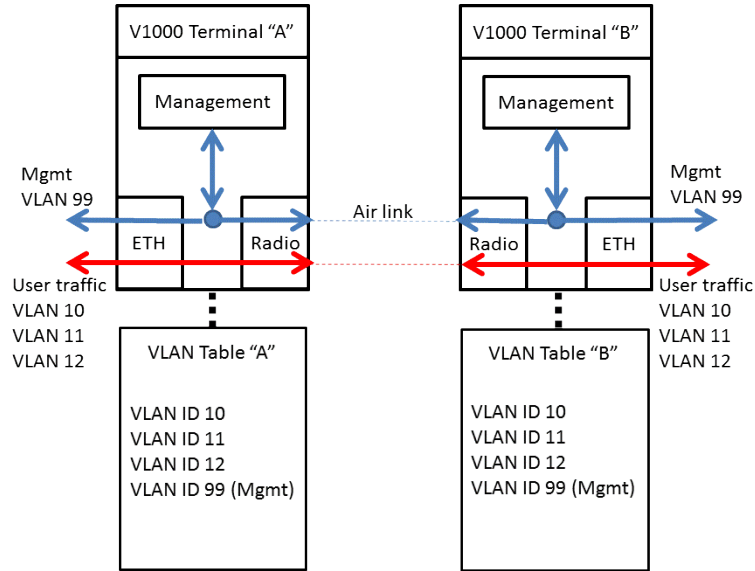 V1000 Terminal “A”
V1000 Terminal “B”
Management
Management
Mgmt
VLAN 99
Air link
Mgmt
VLAN 99
ETH
Radio
Radio
ETH
User traffic
VLAN 10
VLAN 11
VLAN 12
User traffic
VLAN 10
VLAN 11
VLAN 12
VLAN Table “A”
VLAN ID 10
VLAN ID 11
VLAN ID 12
VLAN ID 99 (Mgmt)
VLAN Table “B”
VLAN ID 10
VLAN ID 11
VLAN ID 12
VLAN ID 99 (Mgmt)